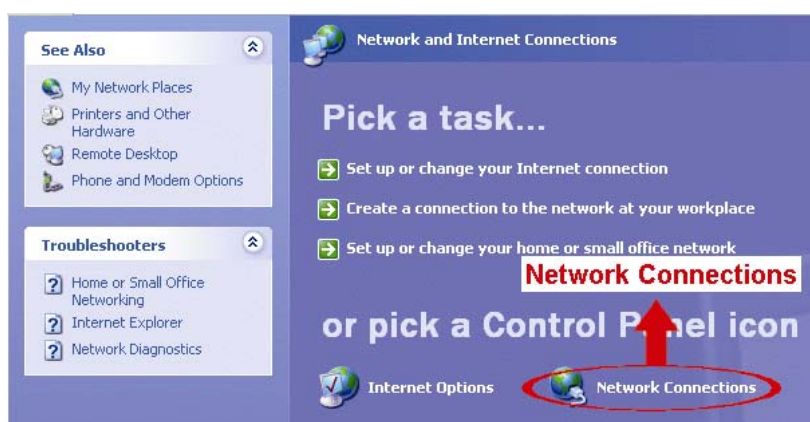 See Also
My Network Places
Printers and Other
Hardware
Remote Desktop
Phone and Modem Options
Troubleshooters
Home or Small Office
Networking
Internet Explorer
Network Diagnostics
Network and Internet Connections
Pick a task...
Set up or change your Internet connection
Create a connection to the network at your workplace
Set up or change your home or small office network
Network Connections
or pick a Control Panel icon
Internet Options
Network Connections